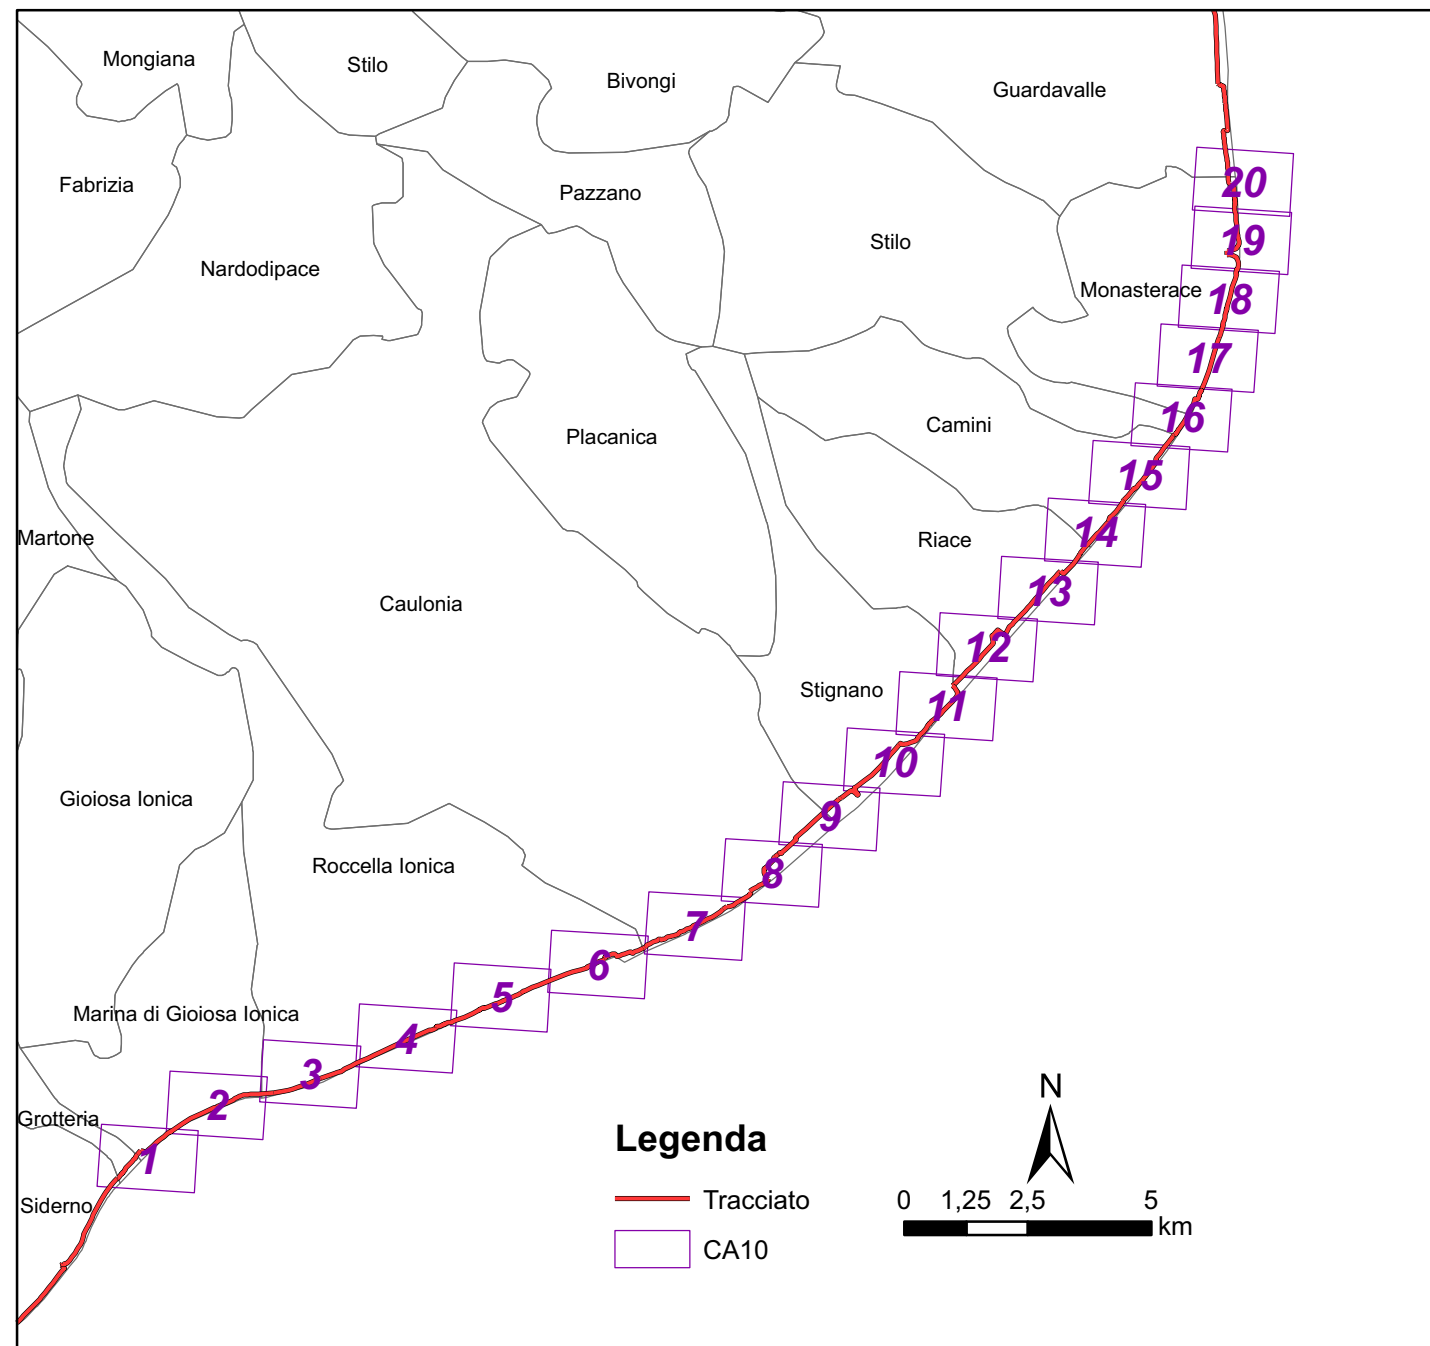 Mongiana
Stilo
Bivongi
Guardavalle
Fabrizia
Pazzano
20
Nardodipace
Stilo
19
Monasterace
18
17
Placanica
Camini
16
15
Martone
Riace
14
Caulonia
13
12
Stignano
11
10
Gioiosa Ionica
9
Roccella Ionica
8
7
6
5
Marina di Gioiosa Ionica
4
3
2
Grotteria
1
Siderno
N
Legenda
Tracciato
CA10
0 1,25 2,5 5
km